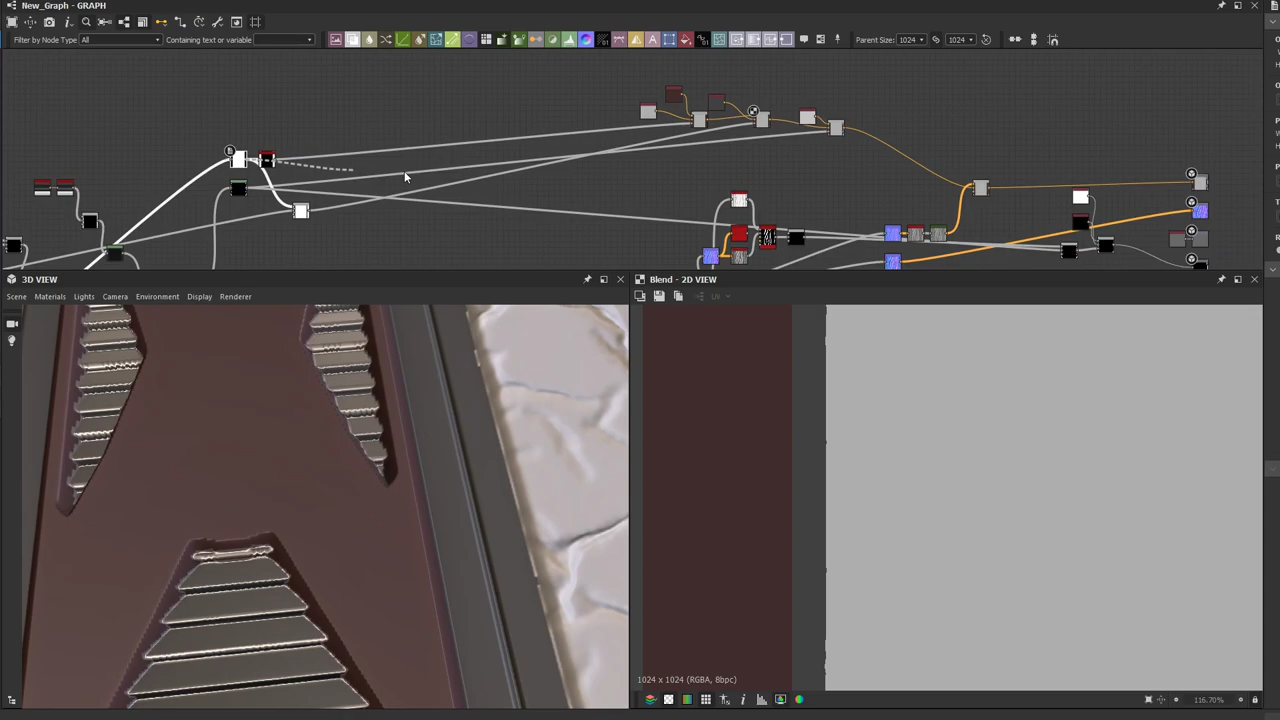 New_Graph - GRAPH
Filter by Node Type All Containing text or variable Parent Size: 1024 1024
3D VIEW
Scene Materials Lights Camera Environment Display Renderer
Blend - 2D VIEW
UV
1024 x 1024 (RGBA, 8bpc)
116.70%